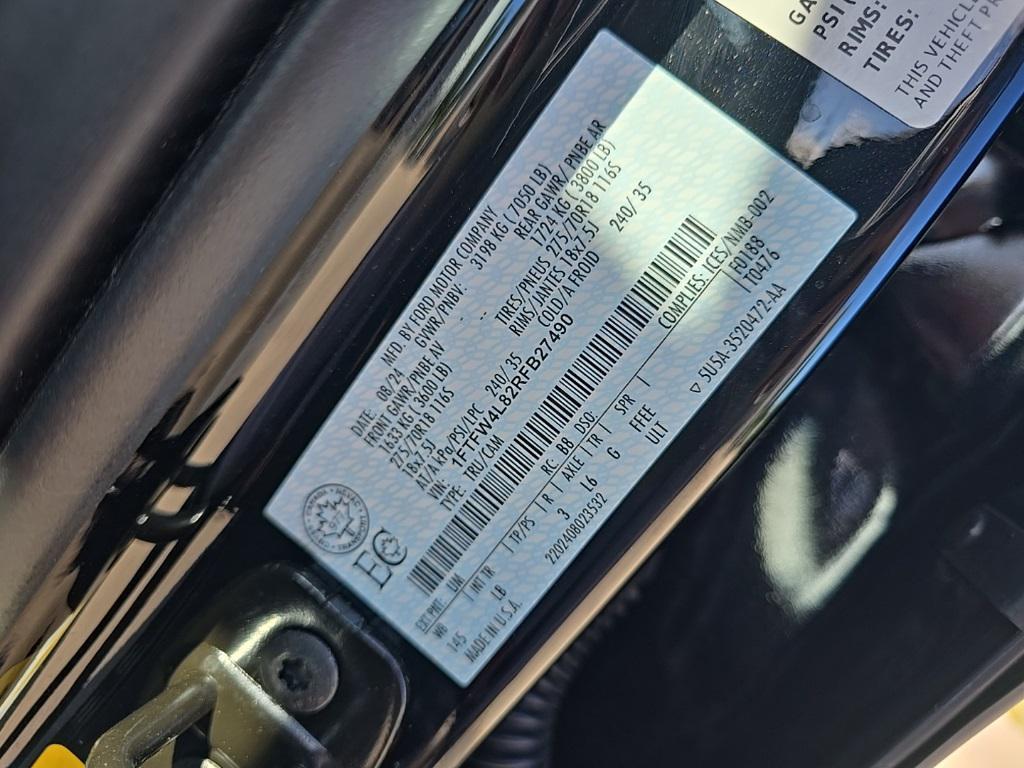 GA
PSI (
RIMS:
TIRES:
THIS VEHICLE
AND THEFT PR
MFD. BY FORD MOTOR COMPANY
DATE: 08/24 GVWR/PNBV: 3198 KG ( 7050 LB)
FRONT GAWR/PNBE AV REAR GAWR/ PNBE AR
1633 KG ( 3600 LB) 1724 KG ( 3800 LB)
275/70R18 116S TIRES/PNEUS 275/70R18 116S
18x7.5J RIMS/JANTES 18x7.5J
AT/A kPa/PSI/LPC 240/ 35 COLD/A FROID 240/ 35
VIN: 1FTFW4L82RFB27490
TYPE: TRU/CAM
CANADA
EC
COMPLIES. ICES/NMB-002
EXT PNT: UM RC: BB DSO: F0188
WB INT TR TP/PS R AXLE TR SPR T0476
145 LB 3 L6 G FFEE
MADE IN U.S.A. 2202408023532 ULT
▽ SU5A-3520472-AA